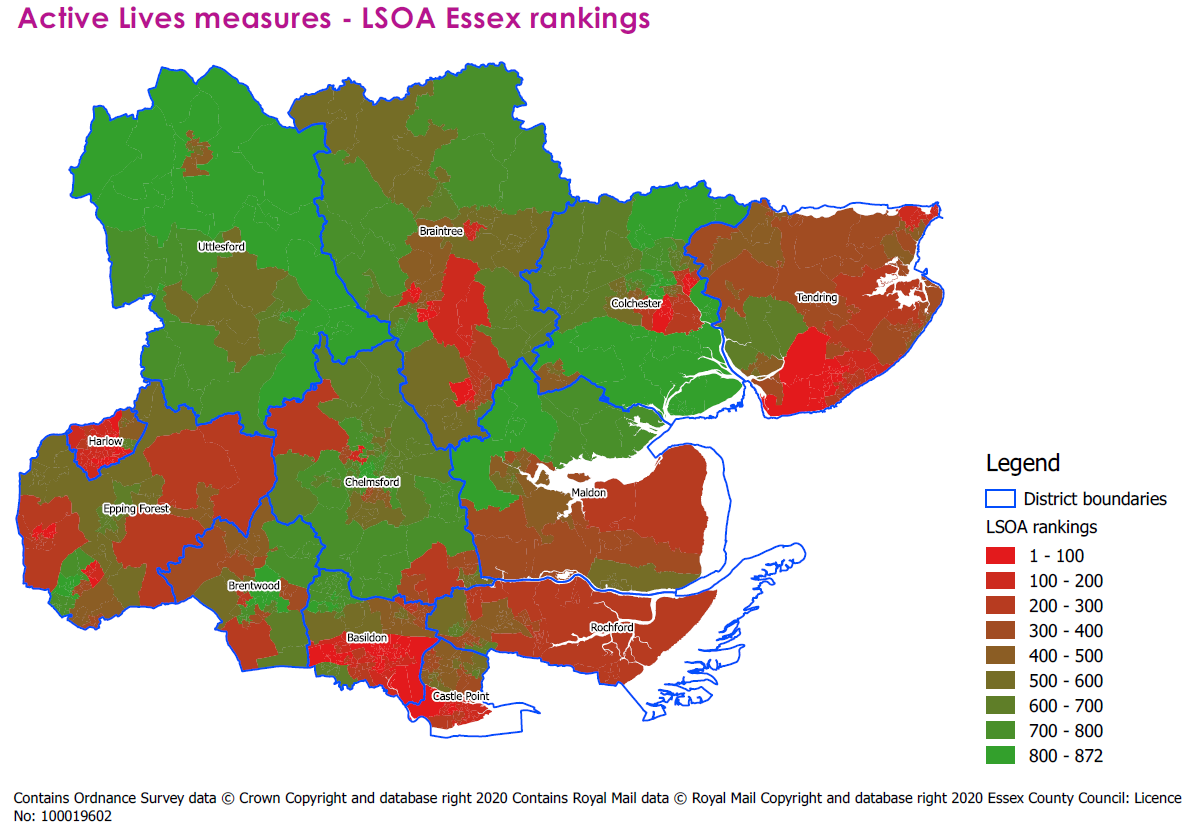 Active Lives measures - LSOA Essex rankings
Uttlesford
Braintree
Colchester
Tendring
Harlow
Epping Forest
Chelmsford
Maldon
Brentwood
Rochford
Basildon
Castle Point
Legend
District boundaries
LSOA rankings
1 - 100
100 - 200
200 - 300
300 - 400
400 - 500
500 - 600
600 - 700
700 - 800
800 - 872
Contains Ordnance Survey data © Crown Copyright and database right 2020 Contains Royal Mail data © Royal Mail Copyright and database right 2020 Essex County Council: Licence
No: 100019602